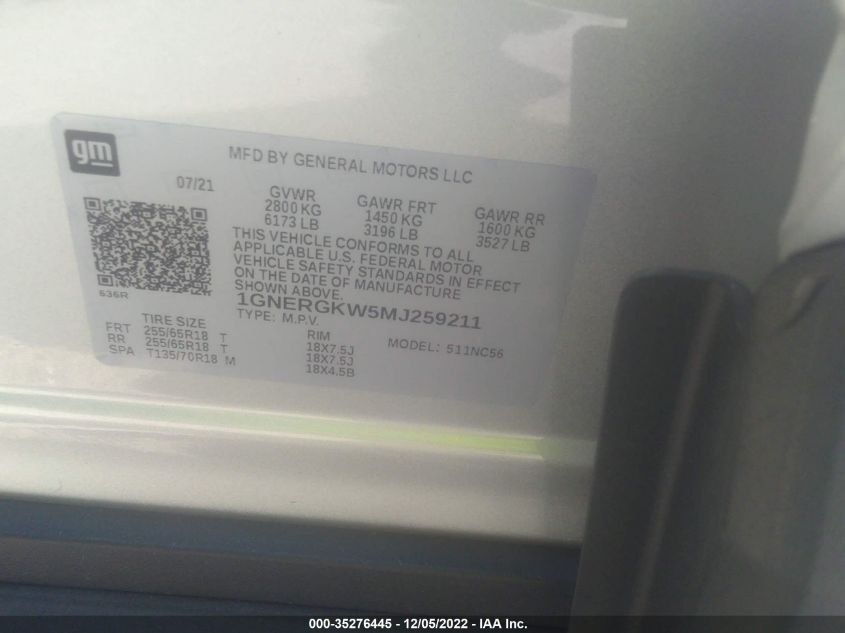 gm
MFD BY GENERAL MOTORS LLC
07/21
GVWR
2800 KG
6173 LB
GAWR FRT
1450 KG
3196 LB
GAWR RR
1600 KG
3527 LB
THIS VEHICLE CONFORMS TO ALL
APPLICABLE U.S. FEDERAL MOTOR
VEHICLE SAFETY STANDARDS IN EFFECT
ON THE DATE OF MANUFACTURE
SHOWN ABOVE.
636R
1GNERGKW5MJ259211
TYPE: M.P.V.
MODEL: 511NC56
TIRE SIZE RIM
FRT 255/65R18 T 18X7.5J
RR 255/65R18 T 18X7.5J
SPA T135/70R18 M 18X4.5B
000-35276445 - 12/05/2022 - IAA Inc.